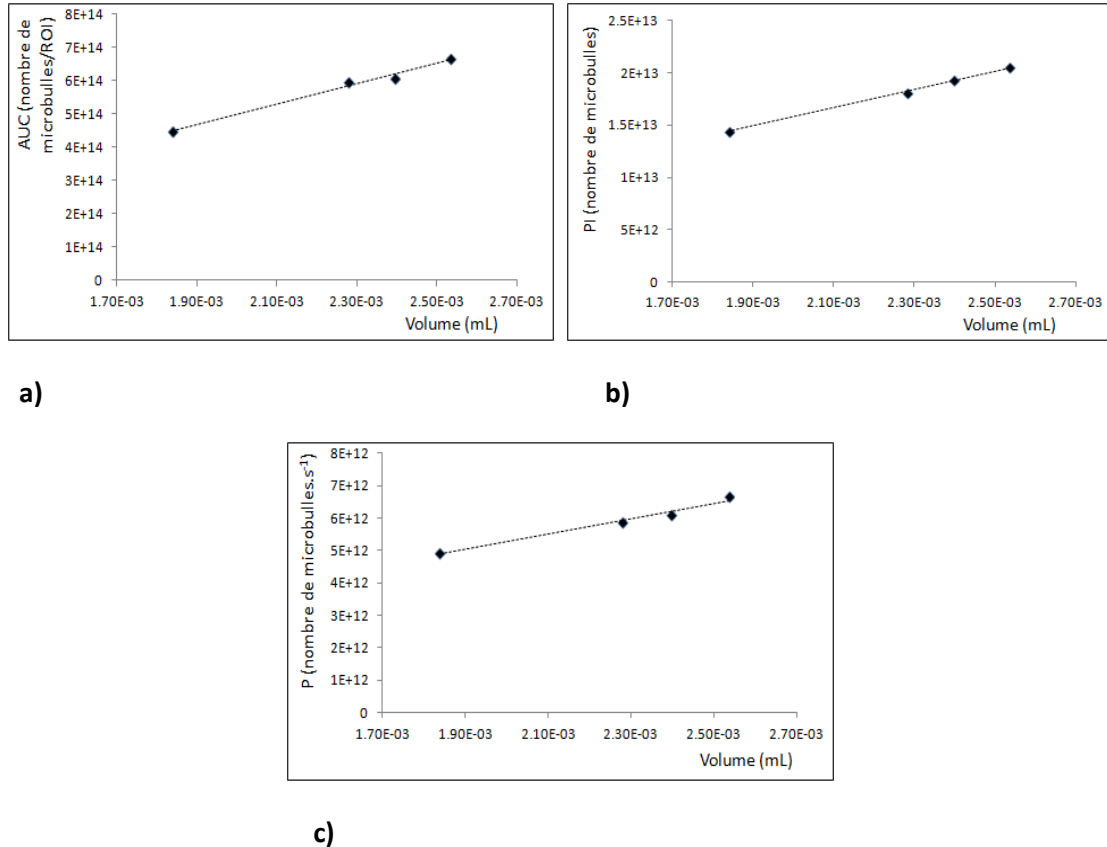 AUC (nombre de
microbulles/ROI)
8E+14
7E+14
6E+14
5E+14
4E+14
3E+14
2E+14
1E+14
0
1.70E-03 1.90E-03 2.10E-03 2.30E-03 2.50E-03 2.70E-03
Volume (mL)
a)
PI (nombre de microbulles)
2.5E+13
2E+13
1.5E+13
1E+13
5E+12
0
1.70E-03 1.90E-03 2.10E-03 2.30E-03 2.50E-03 2.70E-03
Volume (mL)
b)
P (nombre de microbulles.s⁻¹)
8E+12
7E+12
6E+12
5E+12
4E+12
3E+12
2E+12
1E+12
0
1.70E-03 1.90E-03 2.10E-03 2.30E-03 2.50E-03 2.70E-03
Volume (mL)
c)